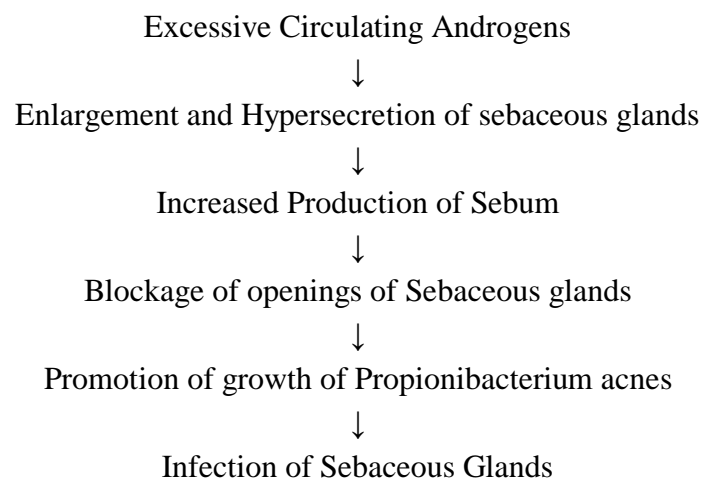 Excessive Circulating Androgens
↓
Enlargement and Hypersecretion of sebaceous glands
↓
Increased Production of Sebum
↓
Blockage of openings of Sebaceous glands
↓
Promotion of growth of Propionibacterium acnes
↓
Infection of Sebaceous Glands